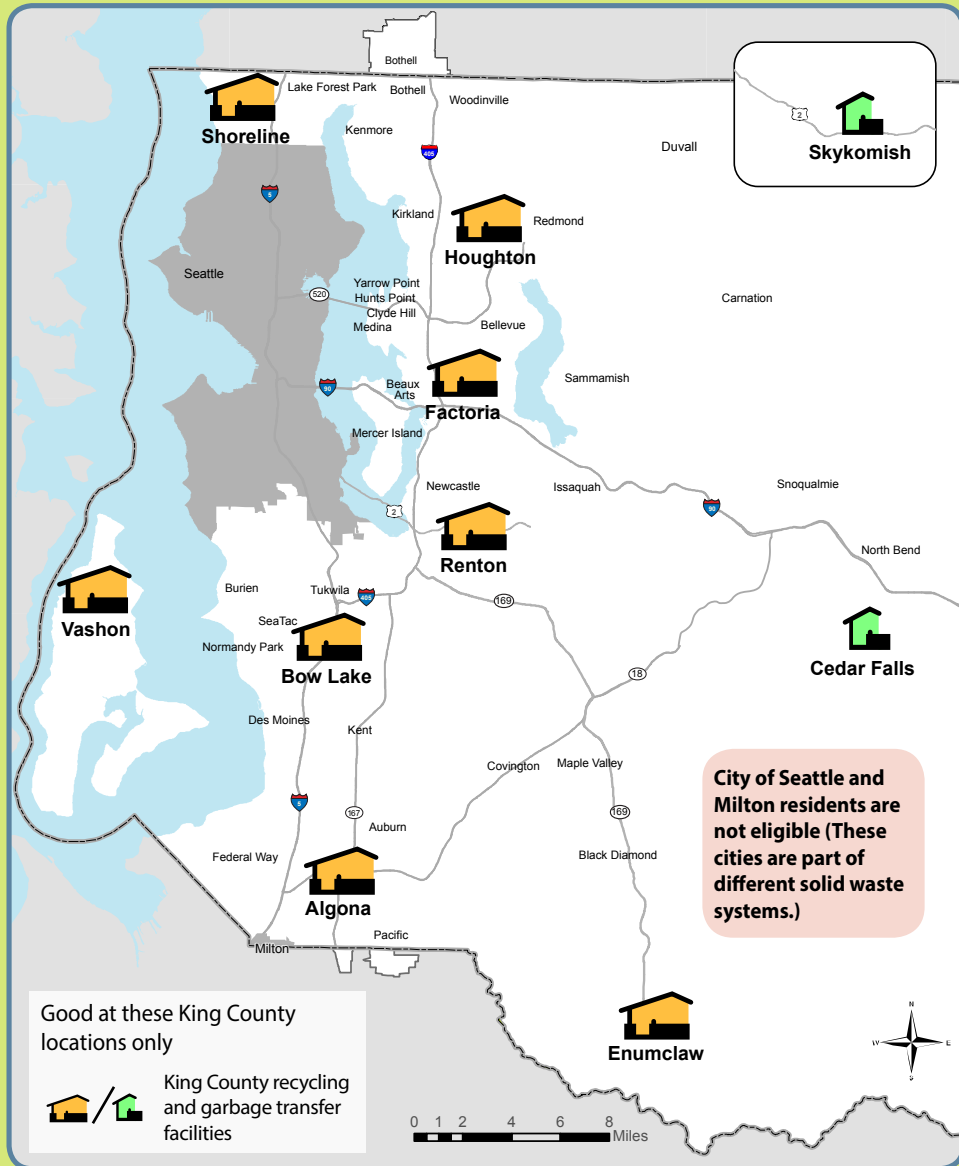 Bothell
Lake Forest Park
Bothell
Woodinville
Shoreline
Kenmore
405
Duvall
2
Skykomish
5
Kirkland
Redmond
Houghton
Seattle
520
Yarrow Point
Hunts Point
Clyde Hill
Medina
Carnation
Bellevue
90
Beaux
Arts
Factoria
Sammamish
Mercer Island
Newcastle
Issaquah
Snoqualmie
2
90
Renton
North Bend
Vashon
Burien
Tukwila
405
169
SeaTac
Normandy Park
Bow Lake
Cedar Falls
18
Des Moines
Kent
Covington
Maple Valley
5
167
169
Auburn
Federal Way
Black Diamond
Algona
City of Seattle and
Milton residents are
not eligible (These
cities are part of
different solid waste
systems.)
Pacific
Milton
Enumclaw
N
W
E
S
Good at these King County
locations only
/
King County recycling
and garbage transfer
facilities
0 2 4 6 8
Miles